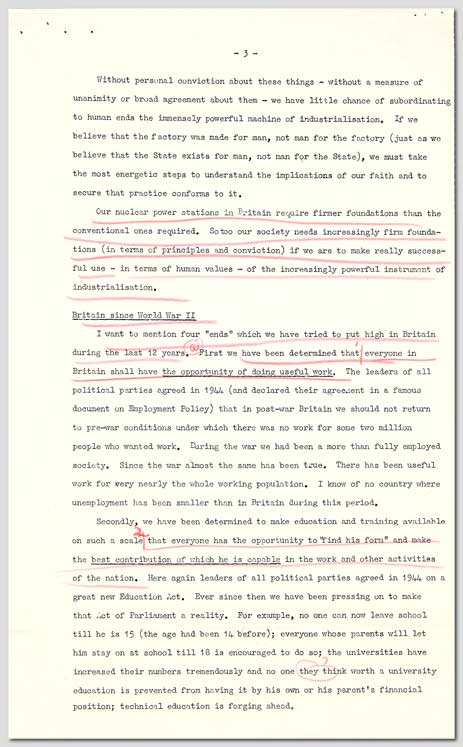 - 3 -
Without personal conviction about these things - without a measure of
unanimity or broad agreement about them - we have little chance of subordinating
to human ends the immensely powerful machine of industrialisation. If we
believe that the factory was made for man, not man for the factory (just as we
believe that the State exists for man, not man for the State), we must take
the most energetic steps to understand the implications of our faith and to
secure that practice conforms to it.
Our nuclear power stations in Britain require firmer foundations than the
conventional ones required. So too our society needs increasingly firm founda-
tions (in terms of principles and conviction) if we are to make really success-
ful use - in terms of human values - of the increasingly powerful instrument of
industrialisation.
Britain since World War II
I want to mention four "ends" which we have tried to put high in Britain
during the last 12 years. First we have been determined that everyone in
Britain shall have the opportunity of doing useful work. The leaders of all
political parties agreed in 1944 (and declared their agreement in a famous
document on Employment Policy) that in post-war Britain we should not return
to pre-war conditions under which there was no work for some two million
people who wanted work. During the war we had been a more than fully employed
society. Since the war almost the same has been true. There has been useful
work for very nearly the whole working population. I know of no country where
unemployment has been smaller than in Britain during this period.
Secondly, we have been determined to make education and training available
on such a scale that everyone has the opportunity to "find his form" and make
the best contribution of which he is capable in the work and other activities
of the nation. Here again leaders of all political parties agreed in 1944 on a
great new Education Act. Ever since then we have been pressing on to make
that Act of Parliament a reality. For example, no one can now leave school
till he is 15 (the age had been 14 before); everyone whose parents will let
him stay on at school till 18 is encouraged to do so; the universities have
increased their numbers tremendously and no one they think worth a university
education is prevented from having it by his own or his parent's financial
position; technical education is forging ahead.